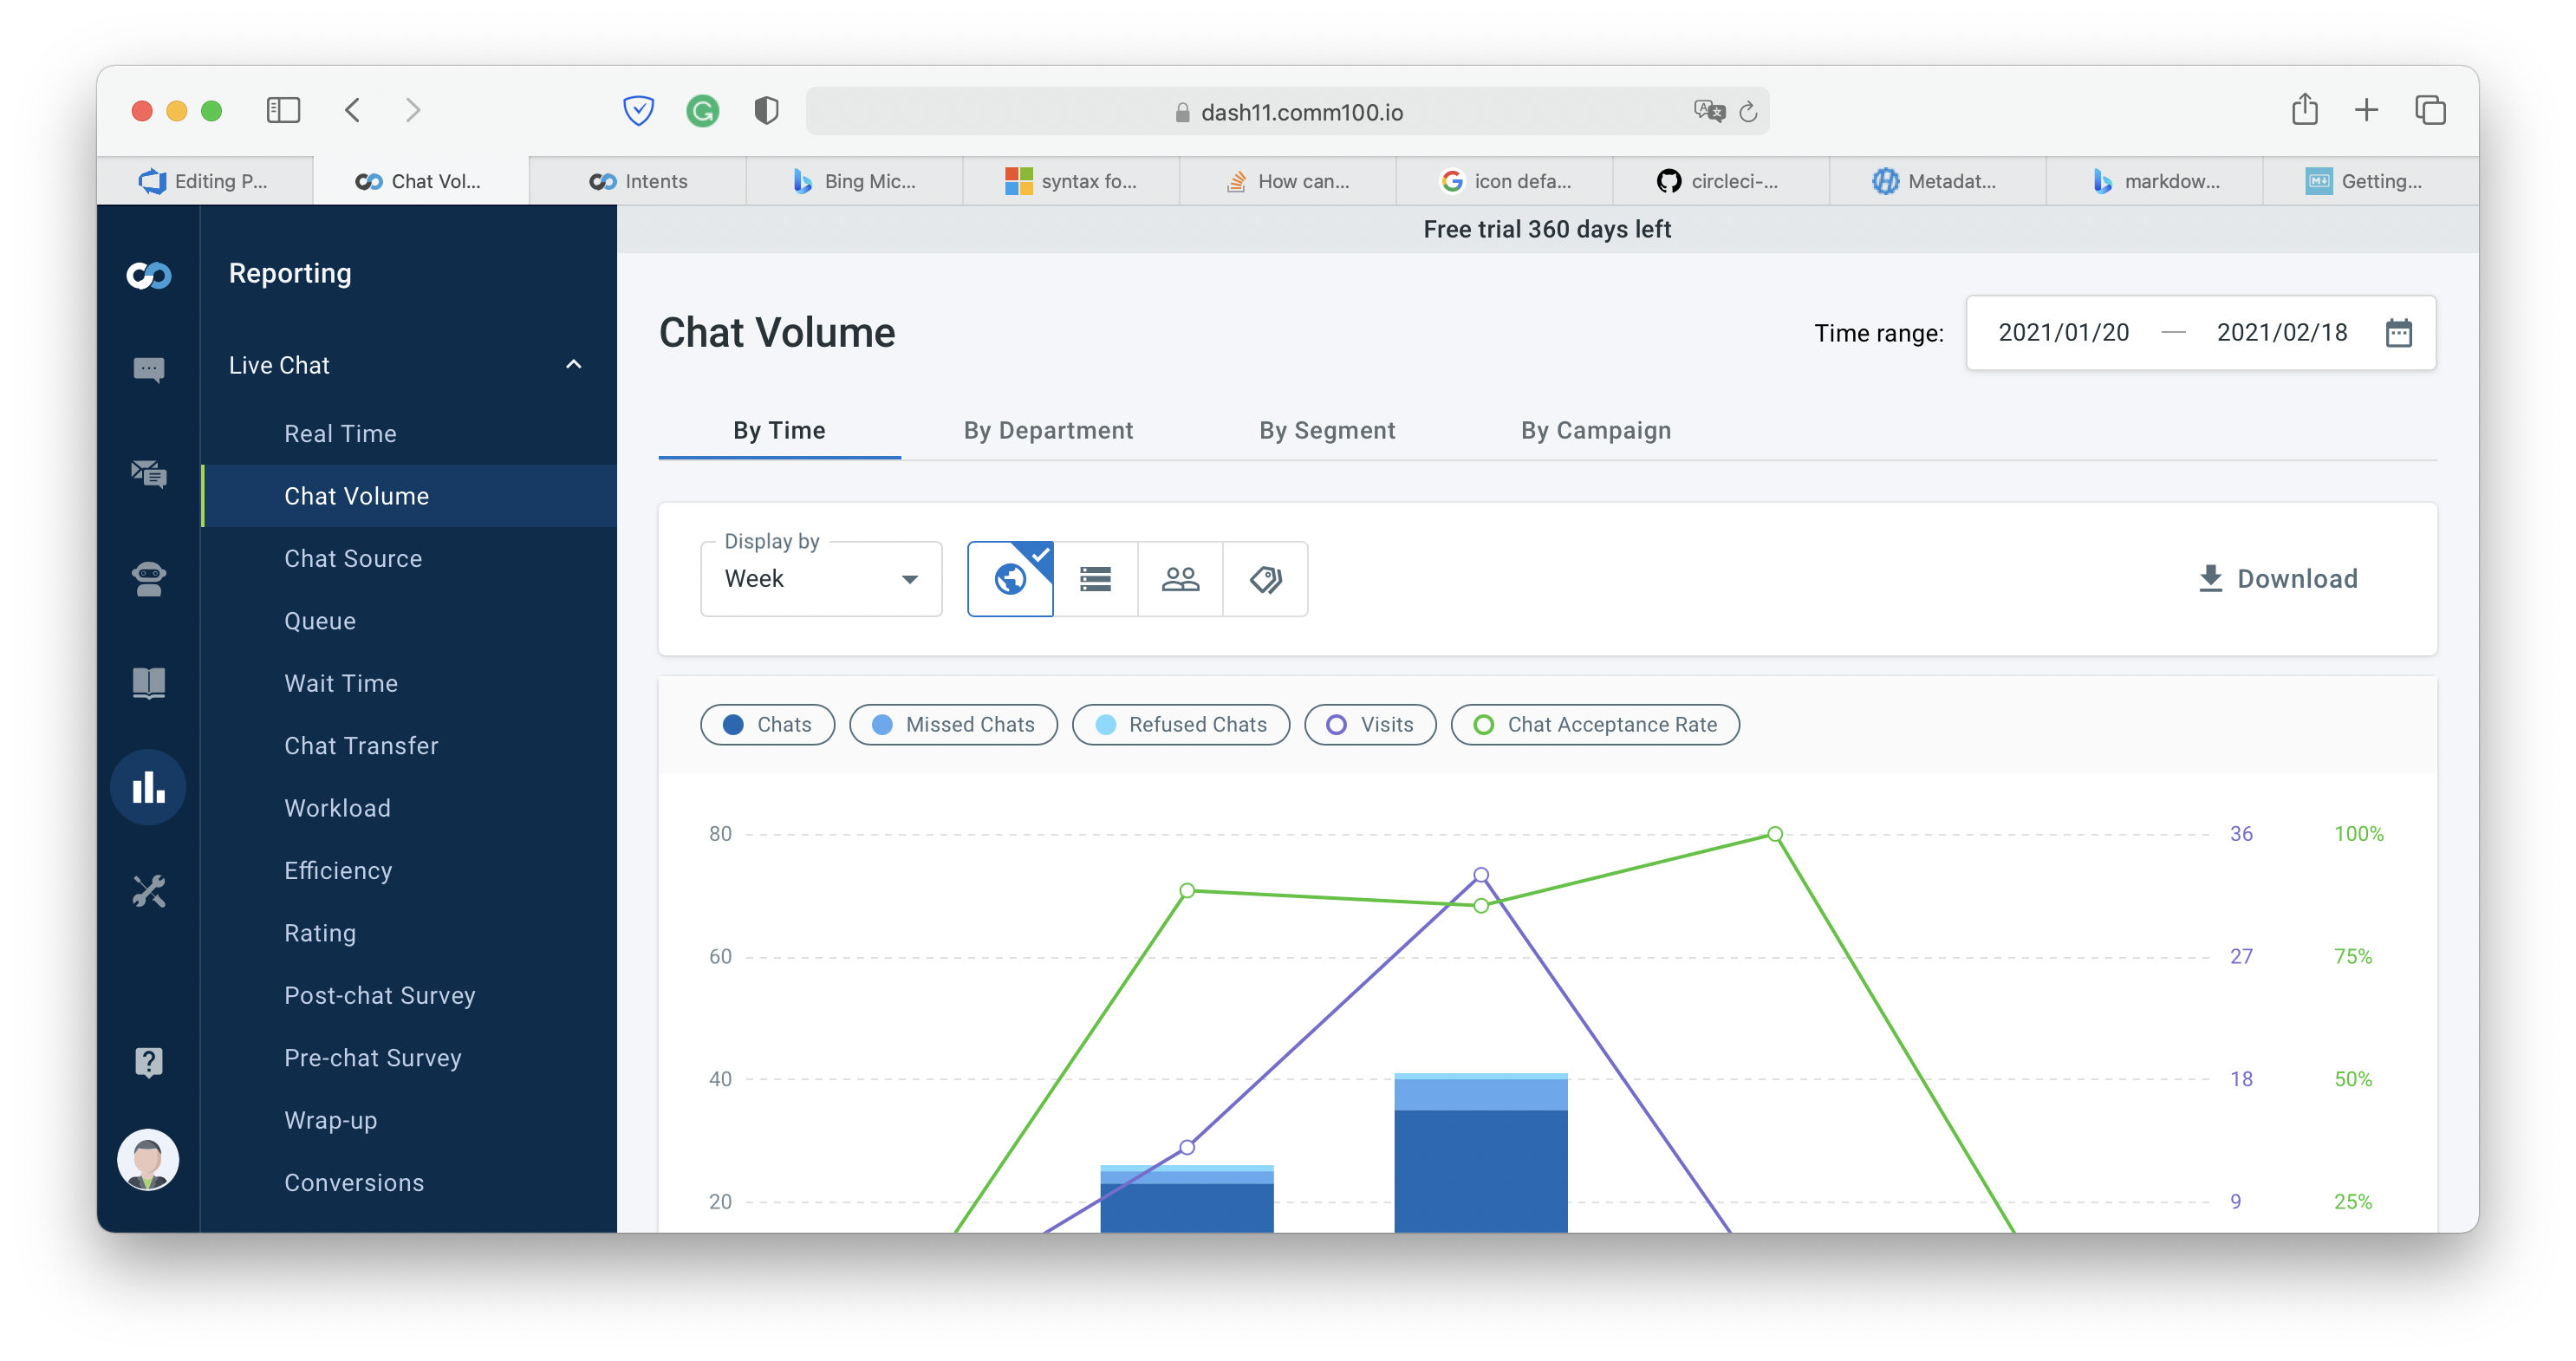 dash11.comm100.io
Editing P...
Chat Vol...
Intents
Bing Mic...
syntax fo...
How can...
icon defa...
circleci-...
Metadat...
markdow...
Getting...
Free trial 360 days left
Reporting
Live Chat
Real Time
Chat Volume
Chat Source
Queue
Wait Time
Chat Transfer
Workload
Efficiency
Rating
Post-chat Survey
Pre-chat Survey
Wrap-up
Conversions
Chat Volume
Time range: 2021/01/20 — 2021/02/18
By Time By Department By Segment By Campaign
Display by
Week
Download
Chats Missed Chats Refused Chats Visits Chat Acceptance Rate
80 36 100%
60 27 75%
40 18 50%
20 9 25%